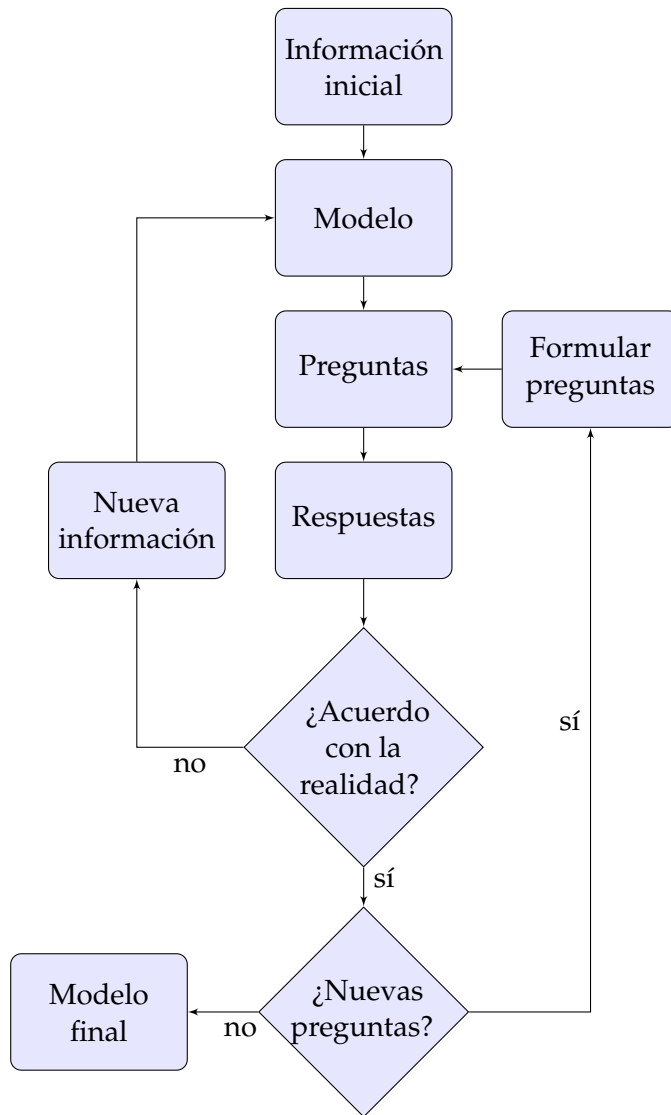 Información
inicial
Modelo
Preguntas
Formular
preguntas
Nueva
información
Respuestas
¿Acuerdo
con la
realidad?
no
sí
sí
¿Nuevas
preguntas?
no
Modelo
final